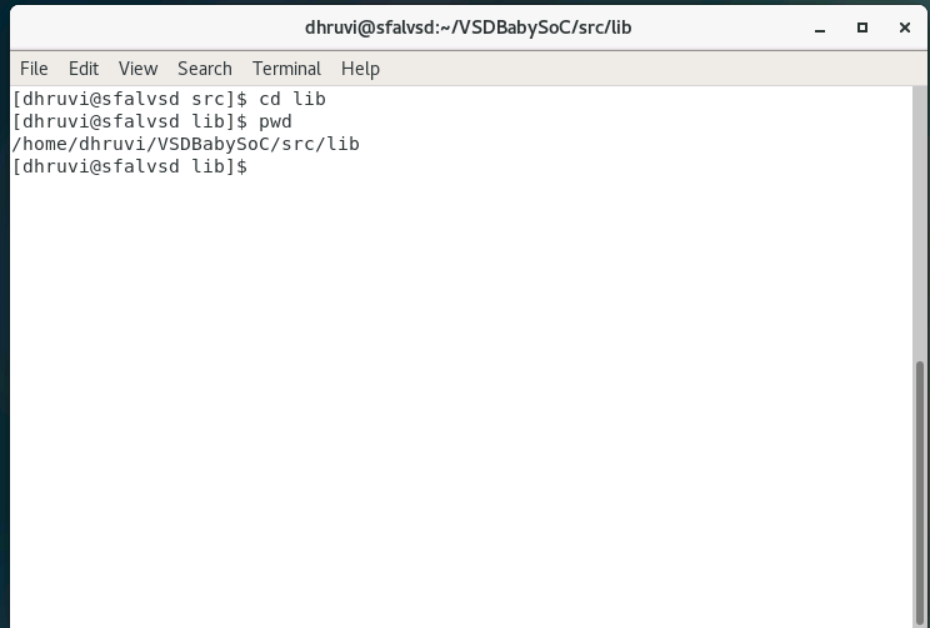 dhruvi@sfalvsd:~/VSDBabySoC/src/lib
File Edit View Search Terminal Help
[dhruvi@sfalvsd src]$ cd lib
[dhruvi@sfalvsd lib]$ pwd
/home/dhruvi/VSDBabySoC/src/lib
[dhruvi@sfalvsd lib]$